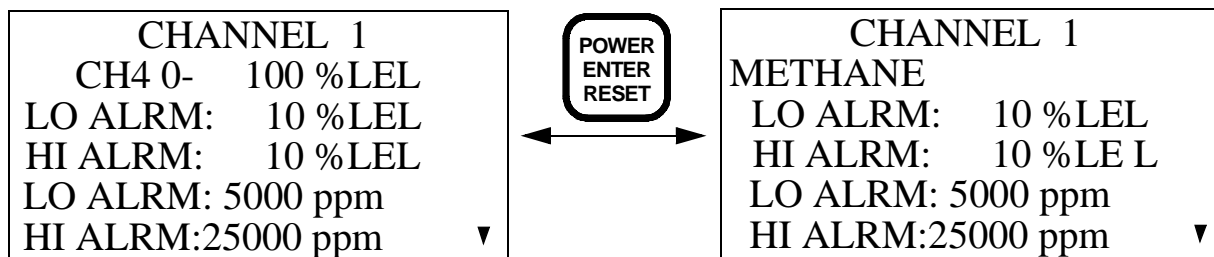 CHANNEL 1
CH4 0- 100 %LEL
LO ALRM: 10 %LEL
HI ALRM: 10 %LEL
LO ALRM: 5000 ppm
HI ALRM:25000 ppm ▼
POWER
ENTER
RESET
CHANNEL 1
METHANE
LO ALRM: 10 %LEL
HI ALRM: 10 %LE L
LO ALRM: 5000 ppm
HI ALRM:25000 ppm ▼